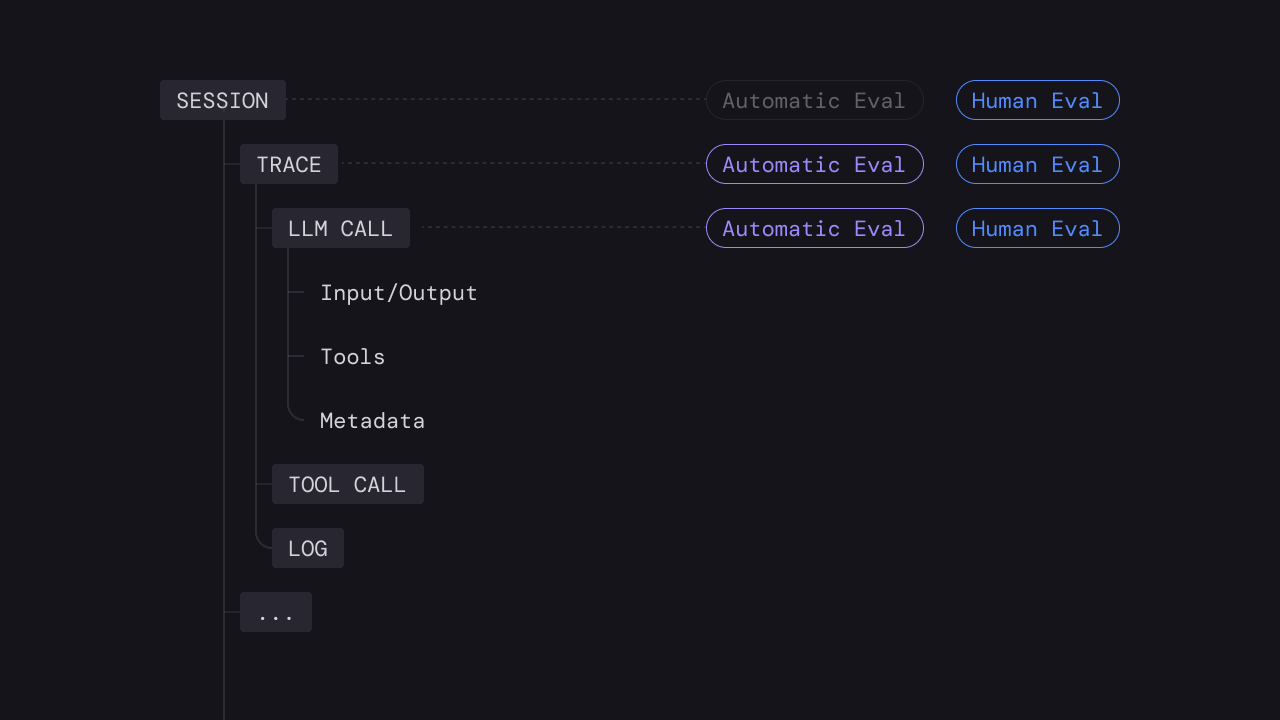 SESSION Automatic Eval Human Eval
TRACE Automatic Eval Human Eval
LLM CALL Automatic Eval Human Eval
Input/Output
Tools
Metadata
TOOL CALL
LOG
...